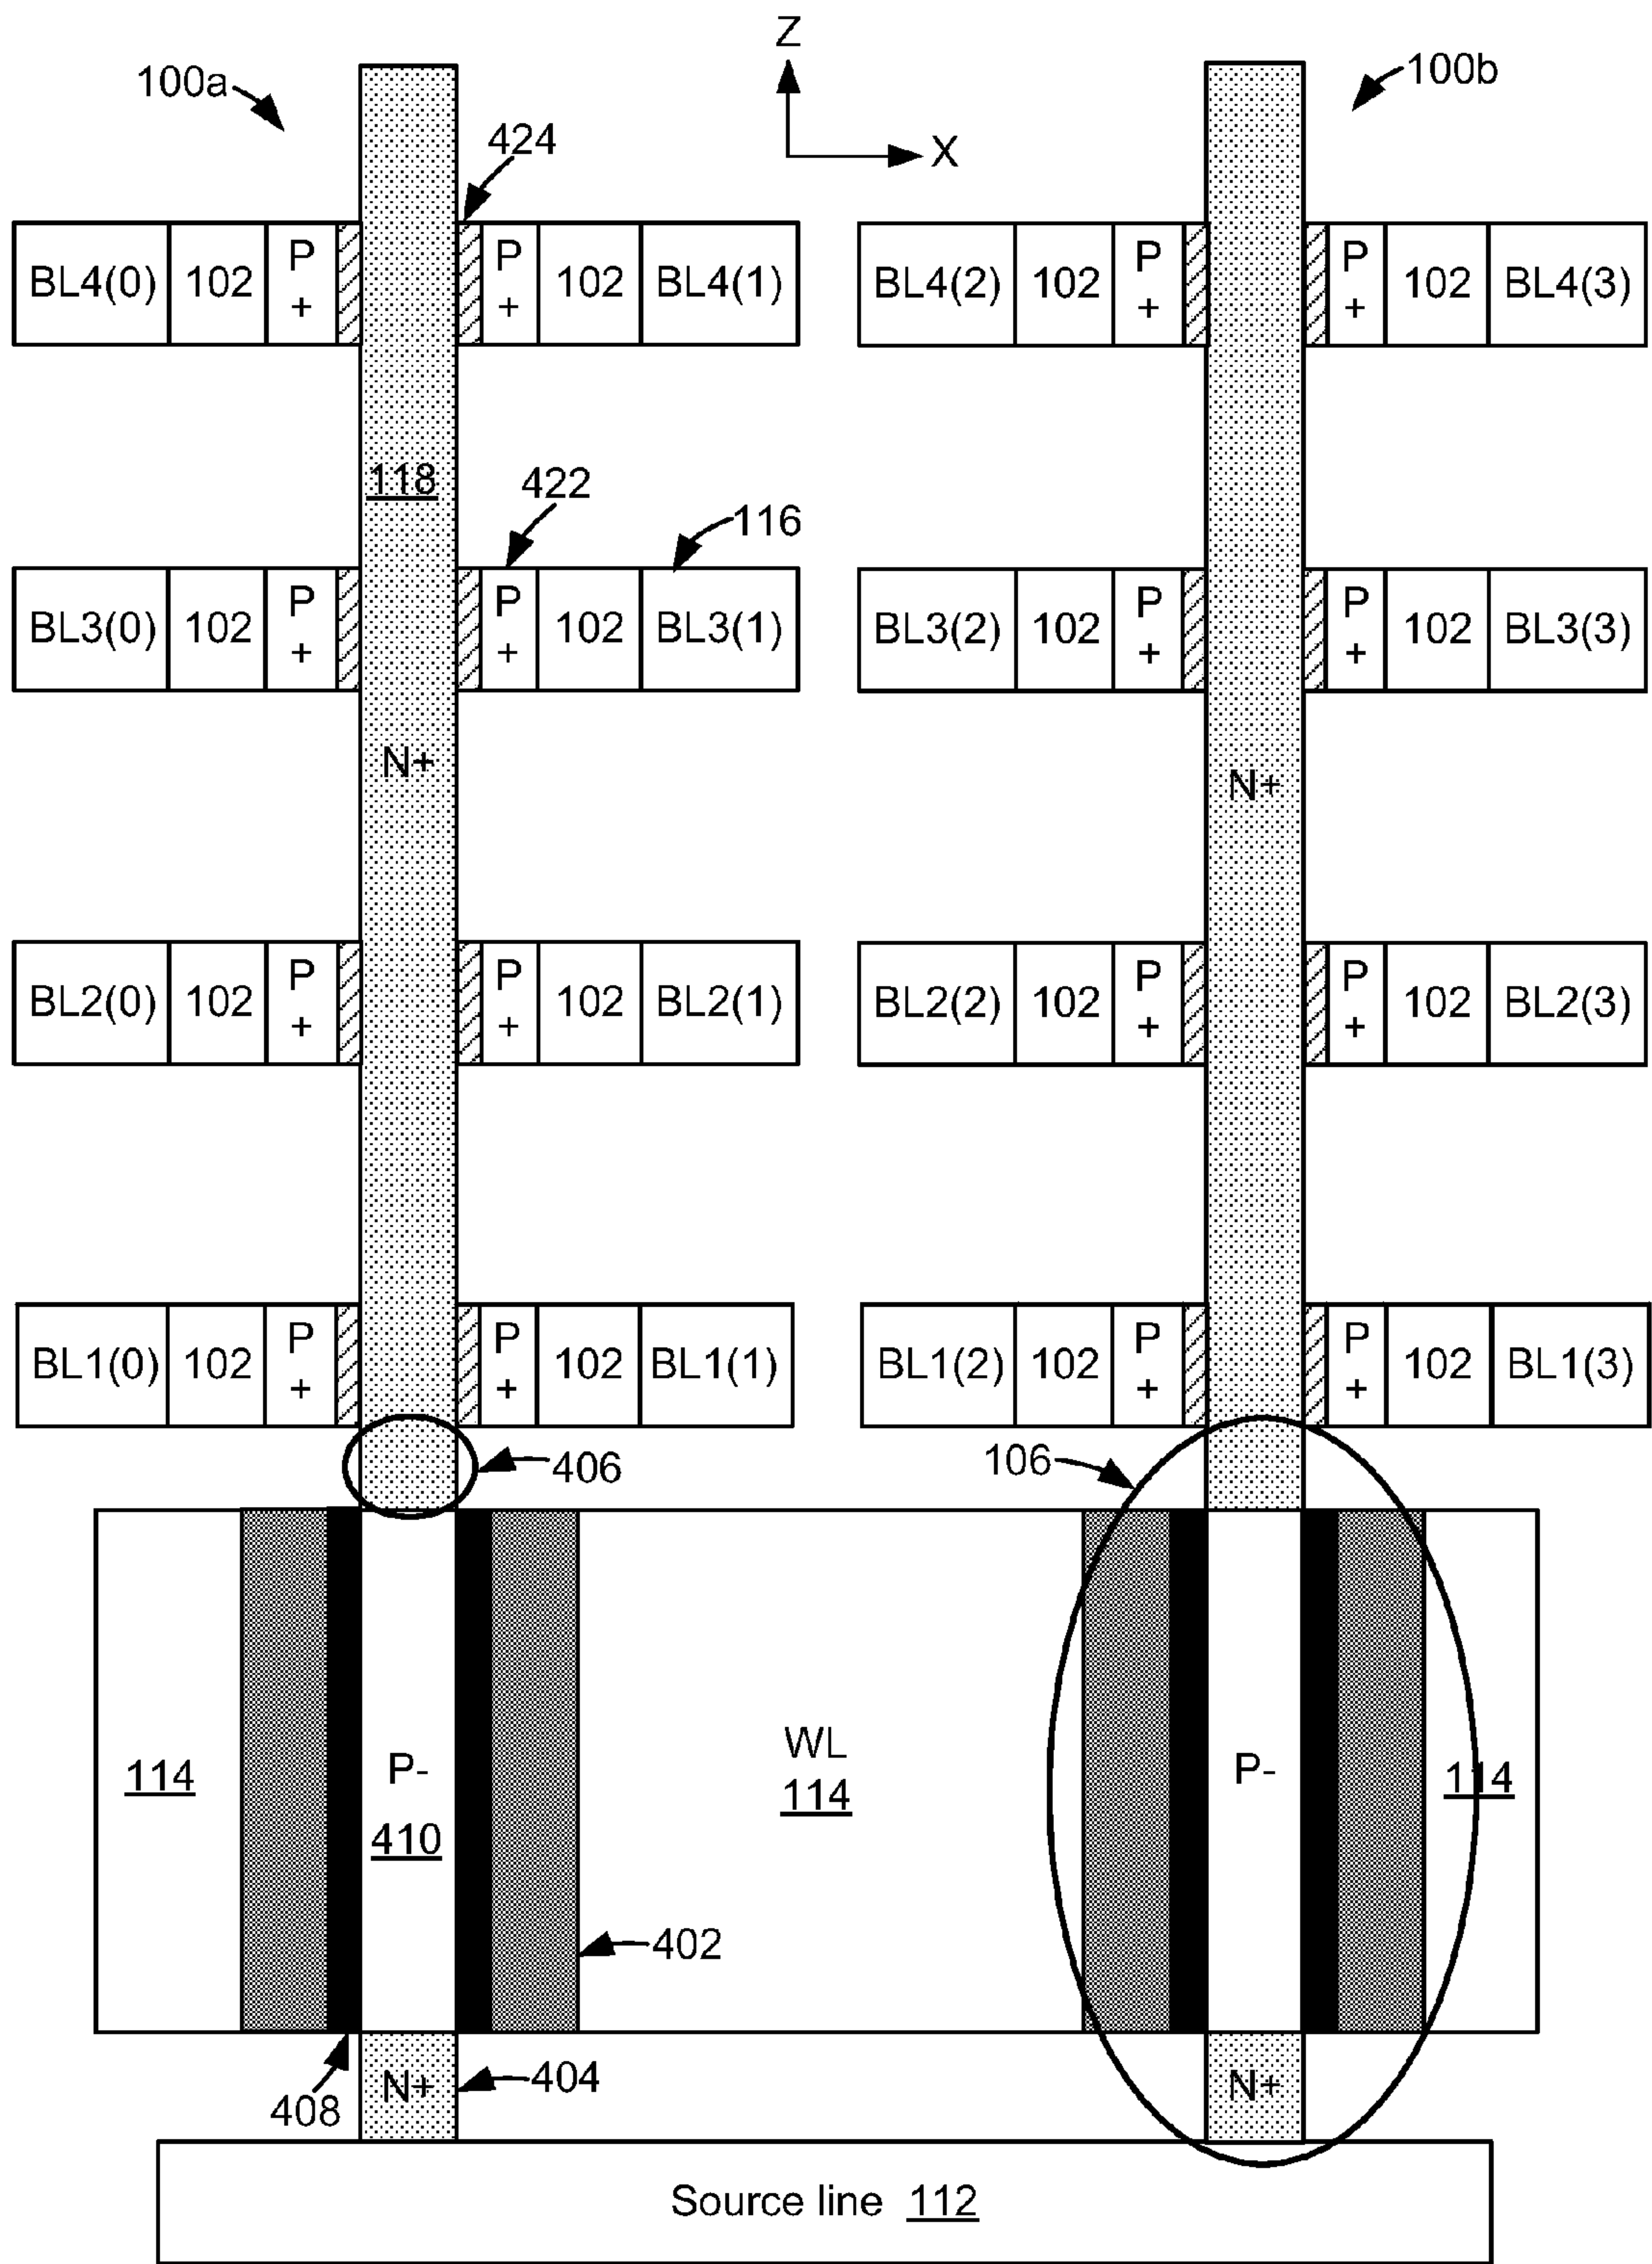 Z
100a
100b
X
424
BL4(0) 102 P+ P+ 102 BL4(1) BL4(2) 102 P+ P+ 102 BL4(3)
118
422
116
BL3(0) 102 P+ P+ 102 BL3(1) BL3(2) 102 P+ P+ 102 BL3(3)
N+ N+
BL2(0) 102 P+ P+ 102 BL2(1) BL2(2) 102 P+ P+ 102 BL2(3)
BL1(0) 102 P+ P+ 102 BL1(1) BL1(2) 102 P+ P+ 102 BL1(3)
406
106
WL
114 P- 114 P- 114
410
402
N+ 404 N+
408
Source line 112